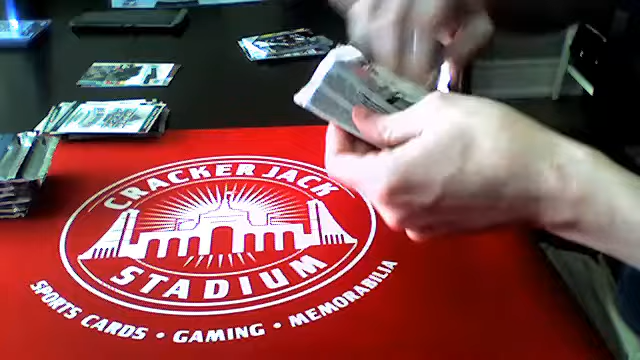 CRACKER JACK
STADIUM
SPORTS CARDS • GAMING • MEMORABILIA